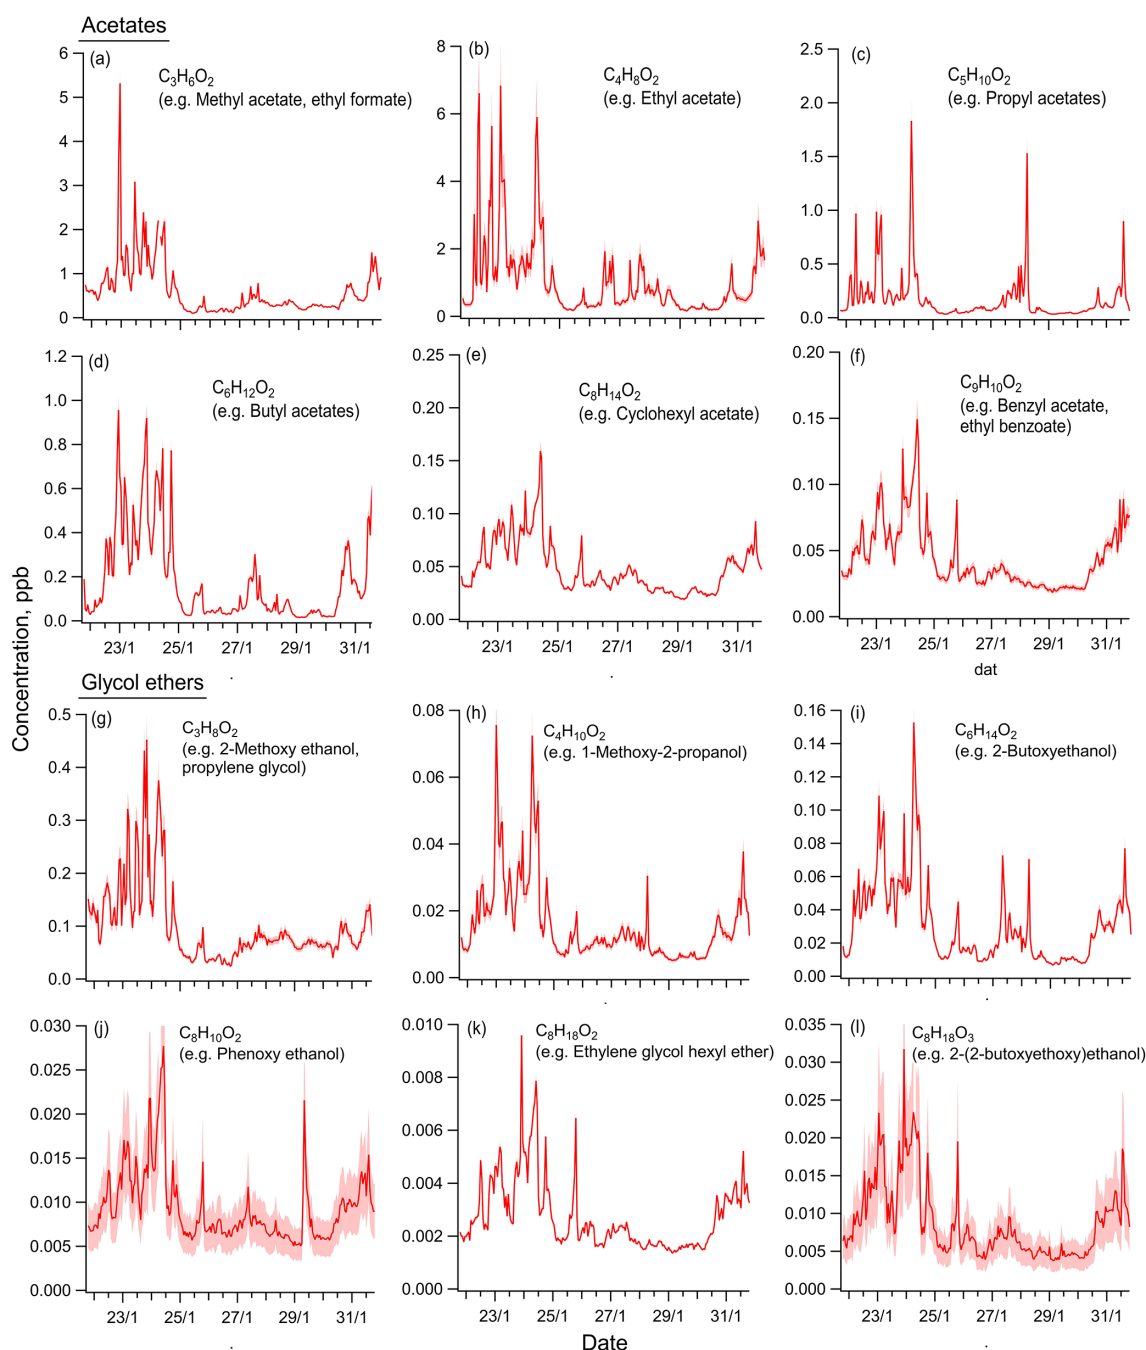 Acetates
Concentration, ppb
(a)
C3H6O2
(e.g. Methyl acetate, ethyl formate)
6
5
4
3
2
1
0
(b)
C4H8O2
(e.g. Ethyl acetate)
8
6
4
2
0
(c)
C5H10O2
(e.g. Propyl acetates)
2.5
2.0
1.5
1.0
0.5
0.0
(d)
C6H12O2
(e.g. Butyl acetates)
1.2
1.0
0.8
0.6
0.4
0.2
0.0
23/1 25/1 27/1 29/1 31/1
(e)
C8H14O2
(e.g. Cyclohexyl acetate)
0.25
0.20
0.15
0.10
0.05
0.00
23/1 25/1 27/1 29/1 31/1
(f)
C9H10O2
(e.g. Benzyl acetate,
ethyl benzoate)
0.20
0.15
0.10
0.05
0.00
23/1 25/1 27/1 29/1 31/1
dat
Glycol ethers
(g)
C3H8O2
(e.g. 2-Methoxy ethanol,
propylene glycol)
0.5
0.4
0.3
0.2
0.1
0.0
(h)
C4H10O2
(e.g. 1-Methoxy-2-propanol)
0.08
0.06
0.04
0.02
0.00
(i)
C6H14O2
(e.g. 2-Butoxyethanol)
0.16
0.14
0.12
0.10
0.08
0.06
0.04
0.02
0.00
(j)
C8H10O2
(e.g. Phenoxy ethanol)
0.030
0.025
0.020
0.015
0.010
0.005
0.000
23/1 25/1 27/1 29/1 31/1
(k)
C8H18O2
(e.g. Ethylene glycol hexyl ether)
0.010
0.008
0.006
0.004
0.002
0.000
23/1 25/1 27/1 29/1 31/1
(l)
C8H18O3
(e.g. 2-(2-butoxyethoxy)ethanol)
0.035
0.030
0.025
0.020
0.015
0.010
0.005
0.000
23/1 25/1 27/1 29/1 31/1
Date